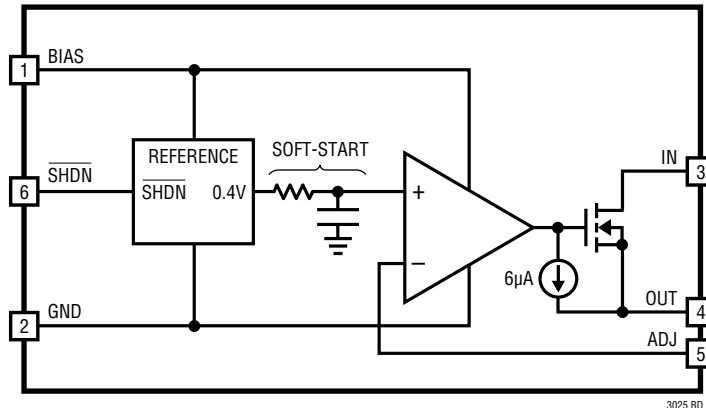 1
BIAS
REFERENCE
SHDN
0.4V
SOFT-START
6
SHDN
+
–
IN
3
6µA
2
GND
OUT
4
ADJ
5
3025 BD